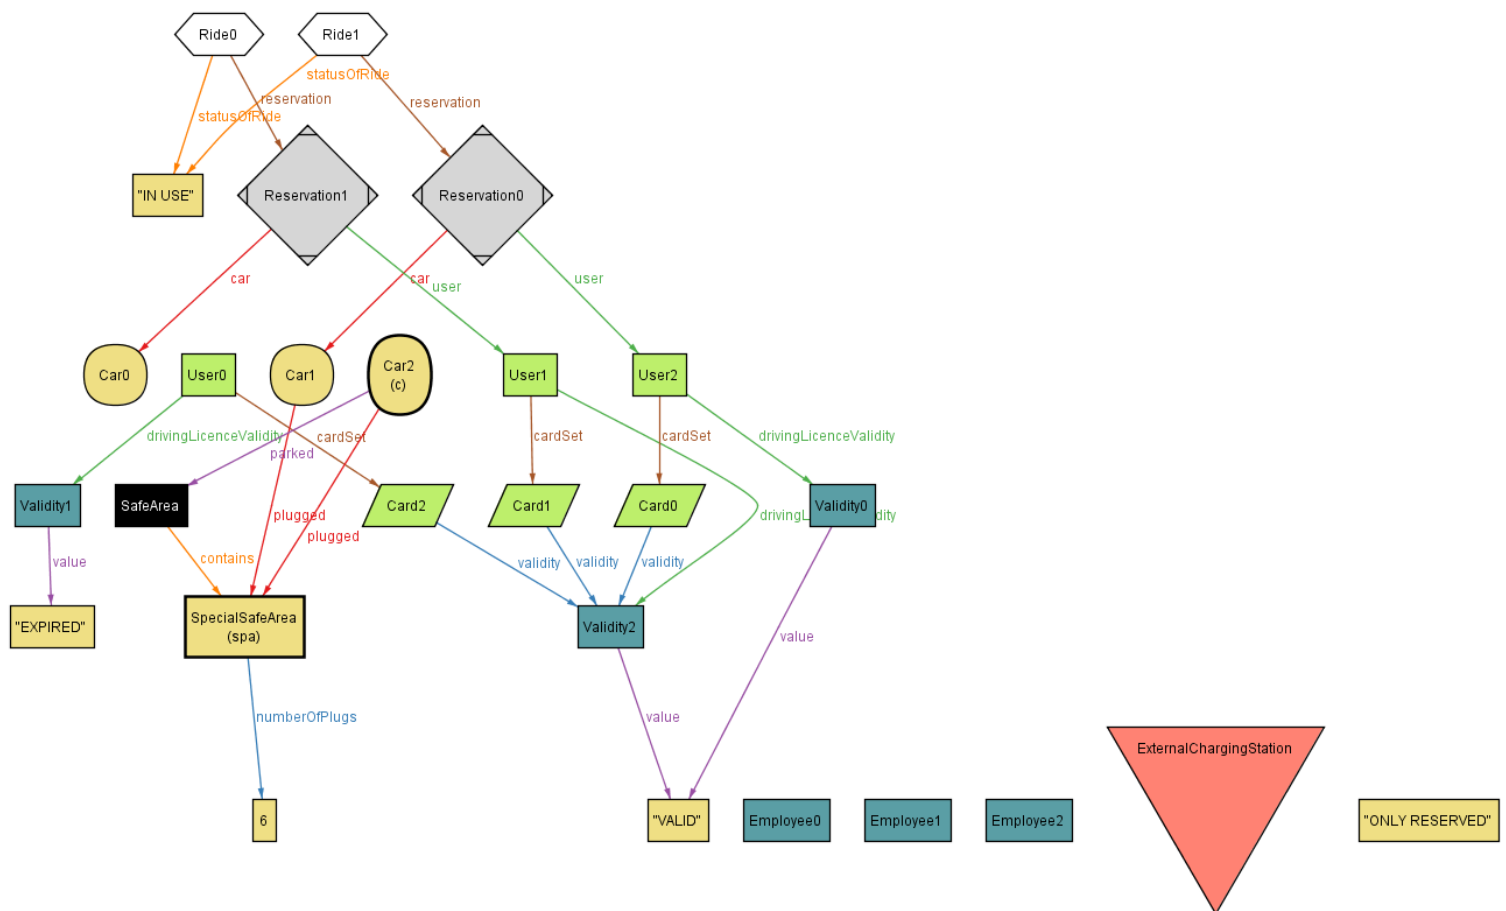 Ride0
Ride1
statusOfRide
reservation
reservation
statusOfRide
"IN USE"
Reservation1
Reservation0
car
car
user
user
Car0
User0
Car1
Car2
(c)
User1
User2
drivingLicenceValidity
cardSet
parked
cardSet
cardSet
drivingLicenceValidity
Validity1
SafeArea
Card2
Card1
Card0
Validity0
plugged
plugged
drivingL
dity
value
contains
validity
validity
validity
"EXPIRED"
SpecialSafeArea
(spa)
Validity2
value
numberOfPlugs
value
6
"VALID"
Employee0
Employee1
Employee2
ExternalChargingStation
"ONLY RESERVED"